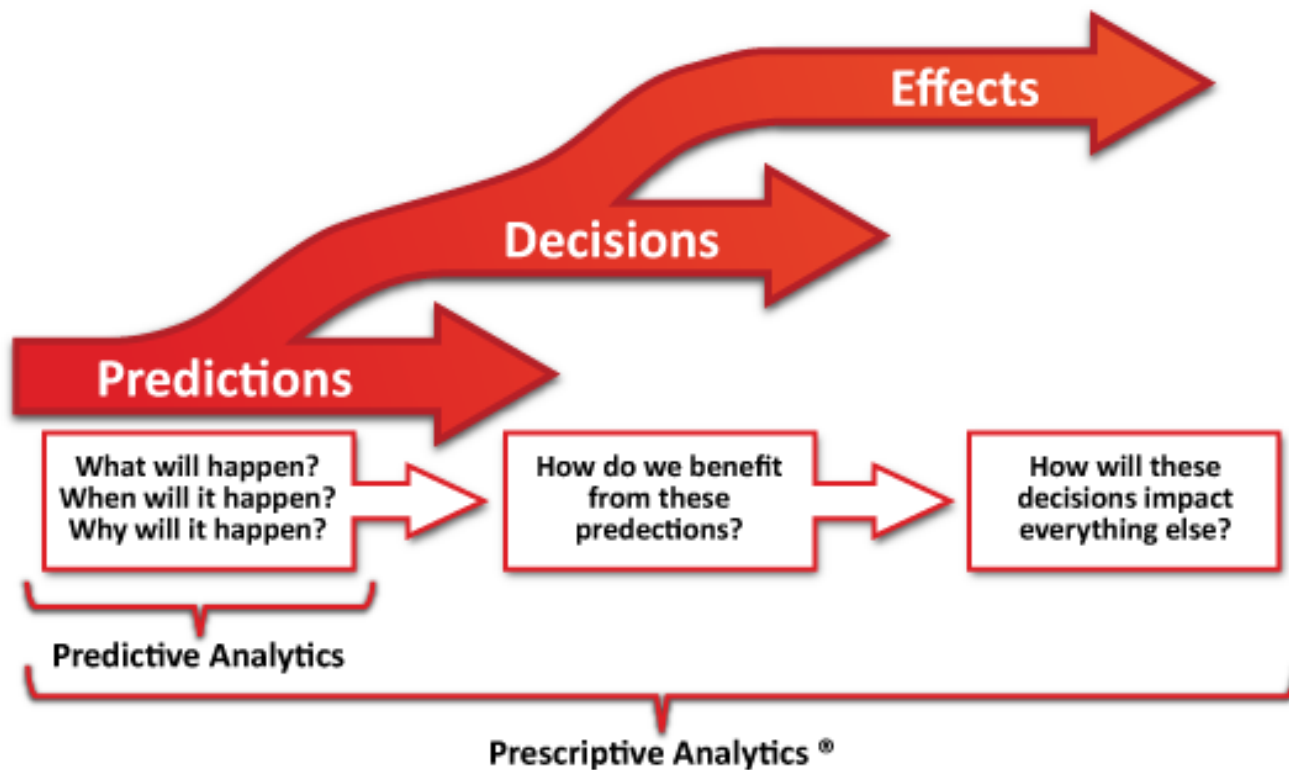 Effects
Decisions
Predictions
What will happen?
When will it happen?
Why will it happen?
How do we benefit
from these
predections?
How will these
decisions impact
everything else?
Predictive Analytics
Prescriptive Analytics ®